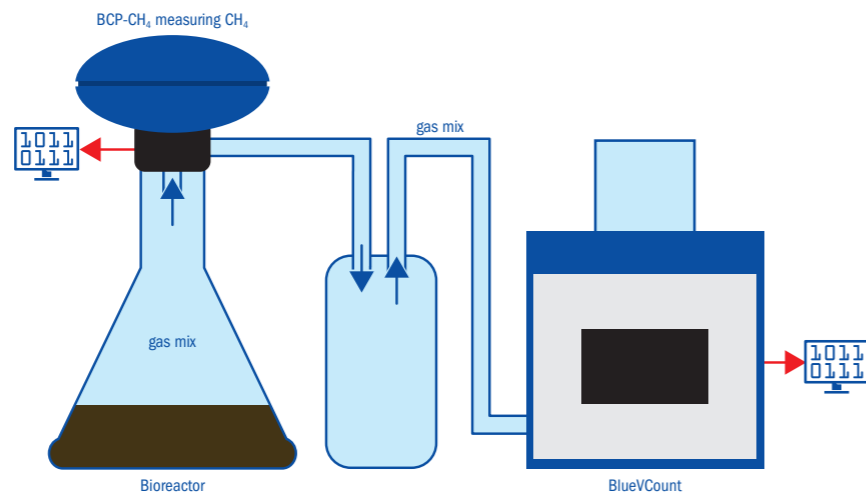 BCP-CH₄ measuring CH₄
gas mix
1011
0111
gas mix
1011
0111
Bioreactor
BlueVCount